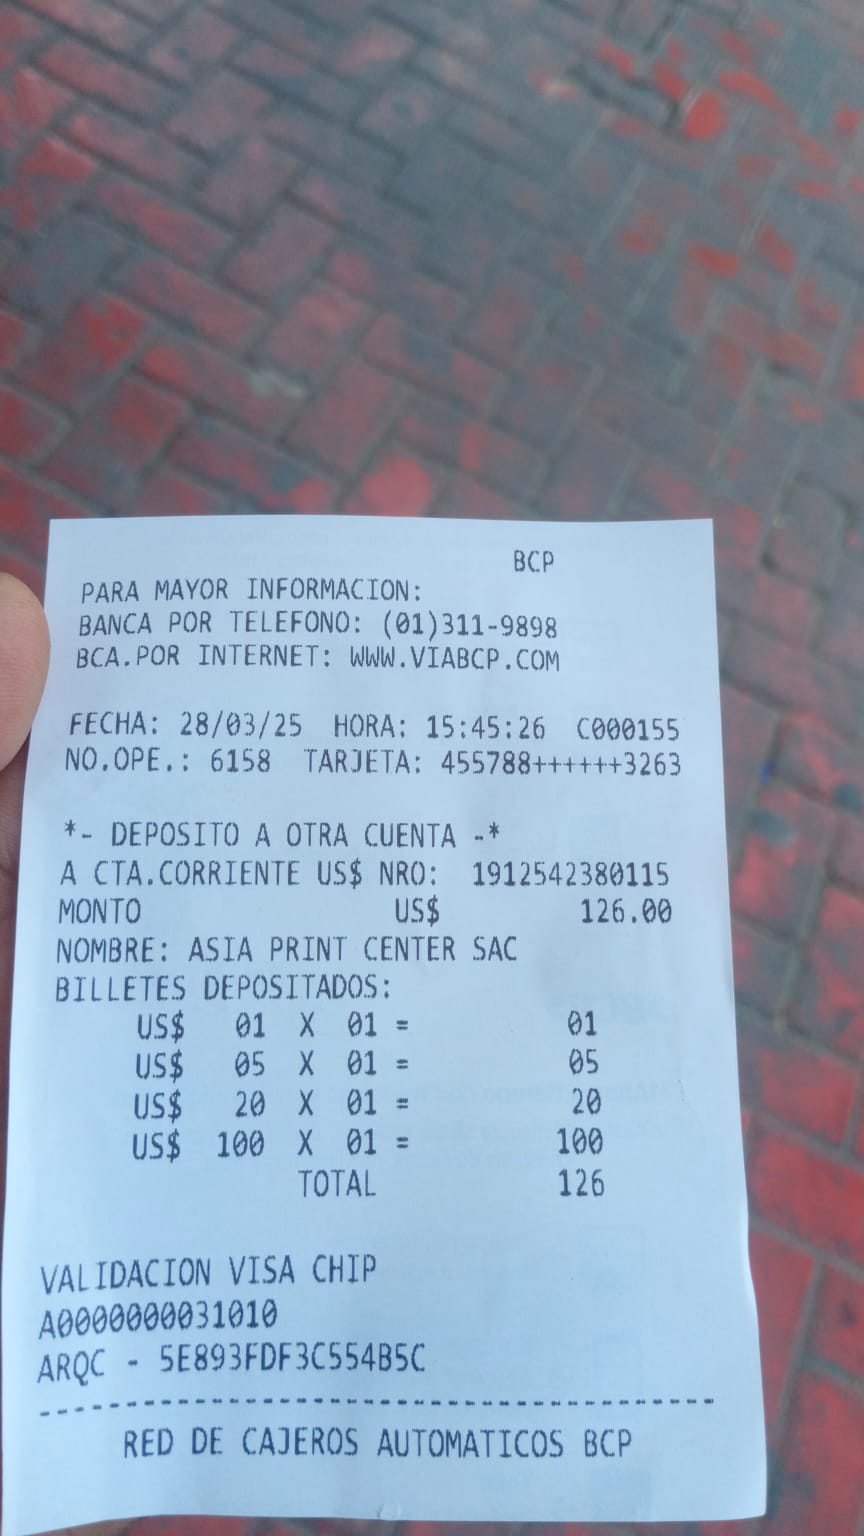 BCP
PARA MAYOR INFORMACION:
BANCA POR TELEFONO: (01)311-9898
BCA.POR INTERNET: WWW.VIABCP.COM
FECHA: 28/03/25 HORA: 15:45:26 C000155
NO.OPE.: 6158 TARJETA: 455788++++++3263
*- DEPOSITO A OTRA CUENTA -*
A CTA.CORRIENTE US$ NRO: 1912542380115
MONTO US$ 126.00
NOMBRE: ASIA PRINT CENTER SAC
BILLETES DEPOSITADOS:
US$ 01 X 01 = 01
US$ 05 X 01 = 05
US$ 20 X 01 = 20
US$ 100 X 01 = 100
TOTAL 126
VALIDACION VISA CHIP
A0000000031010
ARQC - 5E893FDF3C554B5C
RED DE CAJEROS AUTOMATICOS BCP